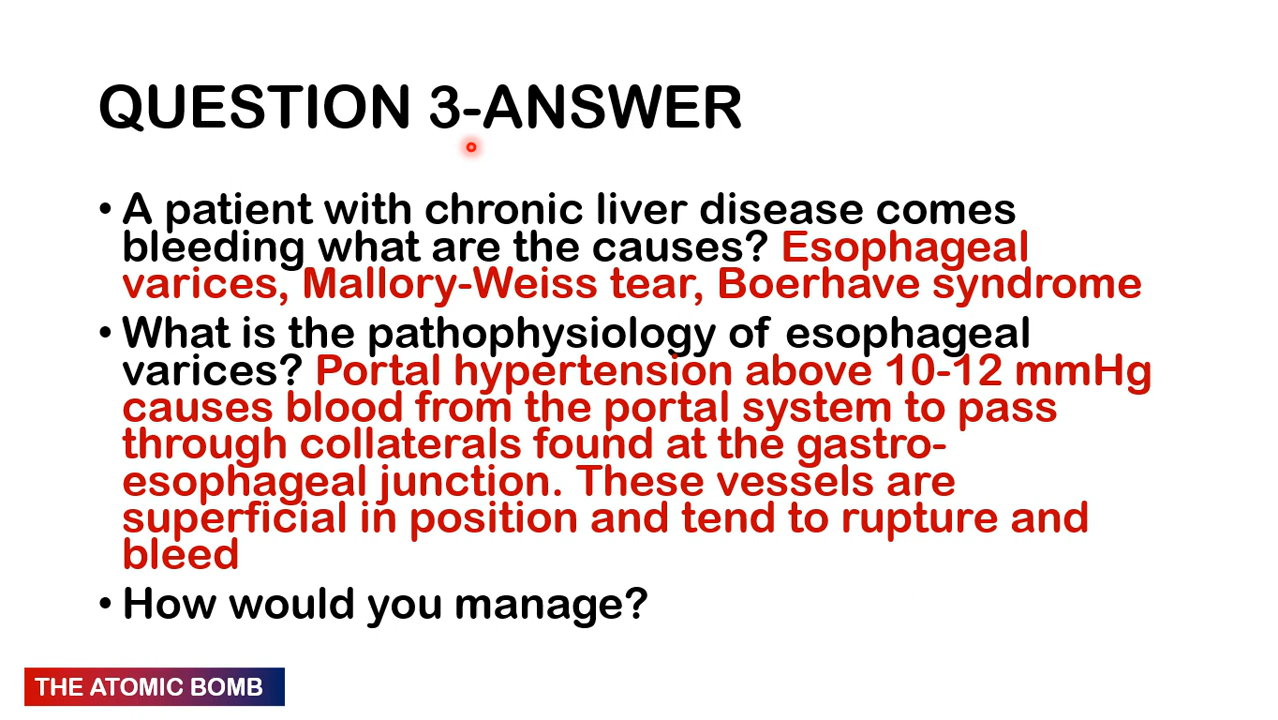 QUESTION 3-ANSWER
• A patient with chronic liver disease comes
bleeding what are the causes? Esophageal
varices, Mallory-Weiss tear, Boerhave syndrome
• What is the pathophysiology of esophageal
varices? Portal hypertension above 10-12 mmHg
causes blood from the portal system to pass
through collaterals found at the gastro-
esophageal junction. These vessels are
superficial in position and tend to rupture and
bleed
• How would you manage?
THE ATOMIC BOMB